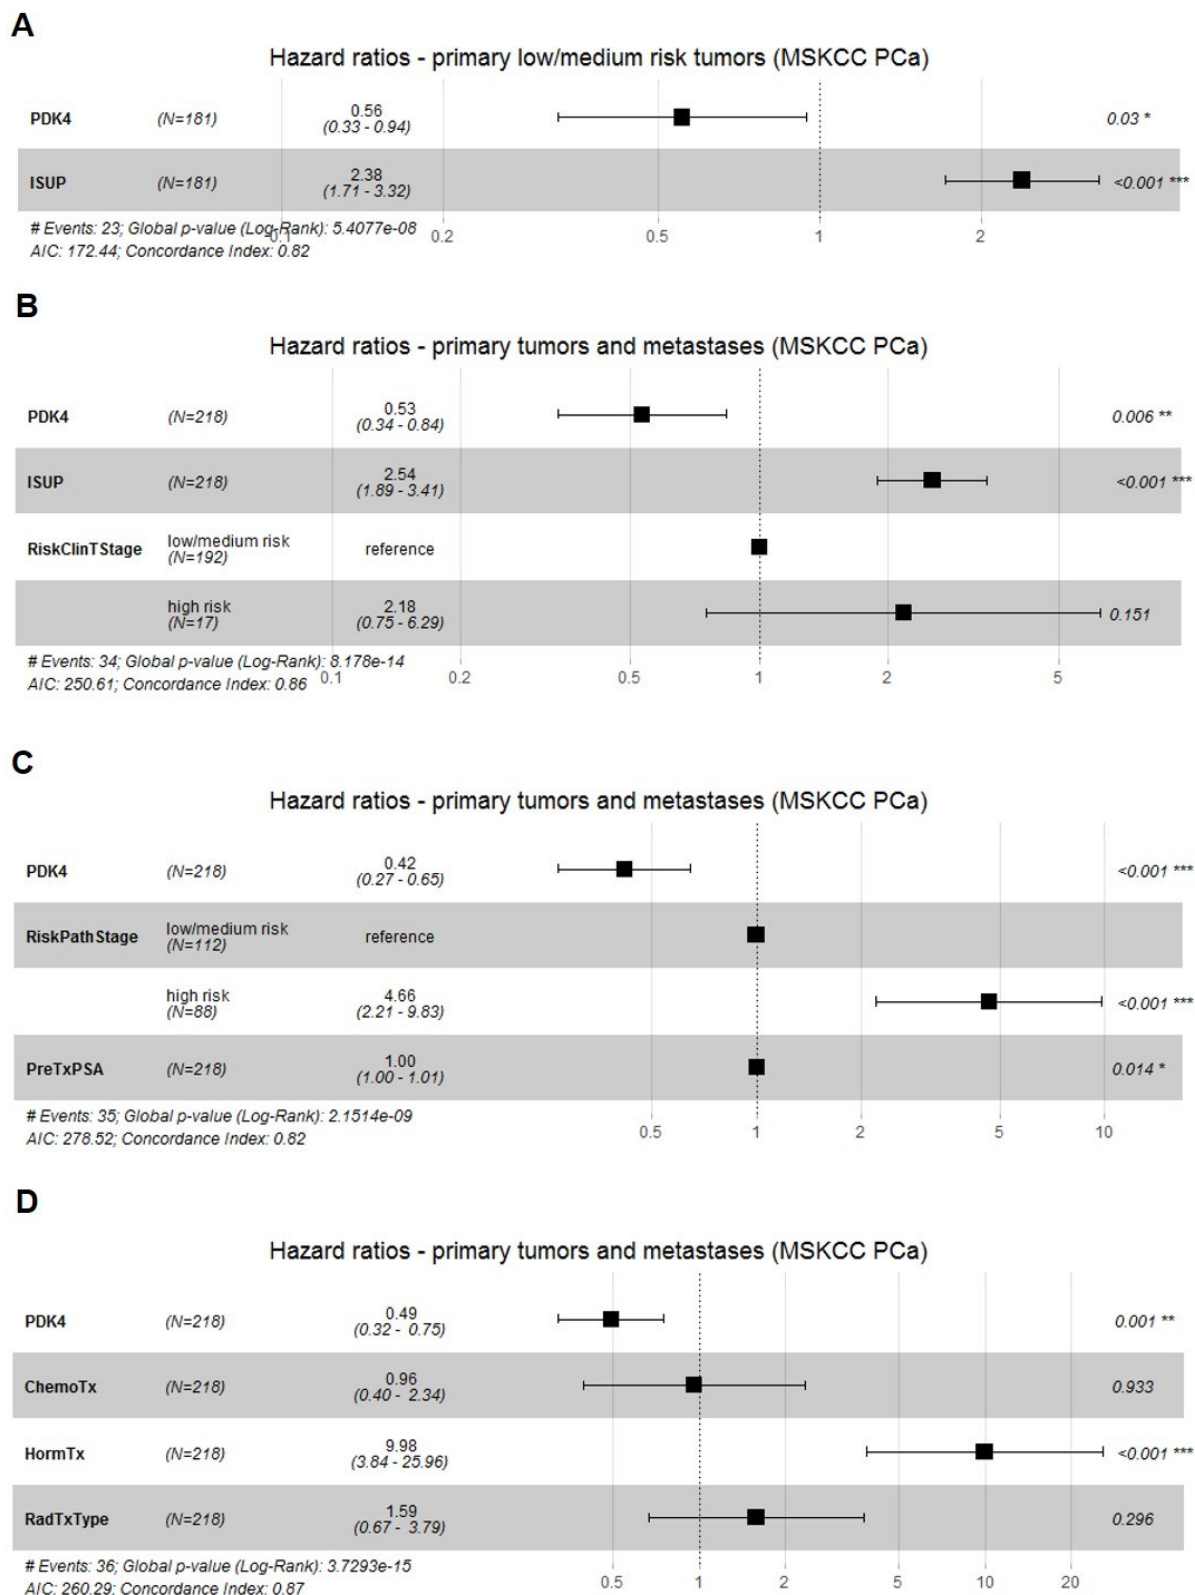 A
Hazard ratios - primary low/medium risk tumors (MSKCC PCa)
PDK4 (N=181) 0.56 (0.33 - 0.94) 0.03 *
ISUP (N=181) 2.38 (1.71 - 3.32) <0.001 ***
# Events: 23; Global p-value (Log-Rank): 5.4077e-08
AIC: 172.44; Concordance Index: 0.82
0.1 0.2 0.5 1 2
B
Hazard ratios - primary tumors and metastases (MSKCC PCa)
PDK4 (N=218) 0.53 (0.34 - 0.84) 0.006 **
ISUP (N=218) 2.54 (1.89 - 3.41) <0.001 ***
RiskClinTStage low/medium risk (N=192) reference
high risk (N=17) 2.18 (0.75 - 6.29) 0.151
# Events: 34; Global p-value (Log-Rank): 8.178e-14
AIC: 250.61; Concordance Index: 0.86
0.1 0.2 0.5 1 2 5
C
Hazard ratios - primary tumors and metastases (MSKCC PCa)
PDK4 (N=218) 0.42 (0.27 - 0.65) <0.001 ***
RiskPathStage low/medium risk (N=112) reference
high risk (N=88) 4.66 (2.21 - 9.83) <0.001 ***
PreTxPSA (N=218) 1.00 (1.00 - 1.01) 0.014 *
# Events: 35; Global p-value (Log-Rank): 2.1514e-09
AIC: 278.52; Concordance Index: 0.82
0.5 1 2 5 10
D
Hazard ratios - primary tumors and metastases (MSKCC PCa)
PDK4 (N=218) 0.49 (0.32 - 0.75) 0.001 **
ChemoTx (N=218) 0.96 (0.40 - 2.34) 0.933
HormTx (N=218) 9.98 (3.84 - 25.96) <0.001 ***
RadTxType (N=218) 1.59 (0.67 - 3.79) 0.296
# Events: 36; Global p-value (Log-Rank): 3.7293e-15
AIC: 260.29; Concordance Index: 0.87
0.5 1 2 5 10 20